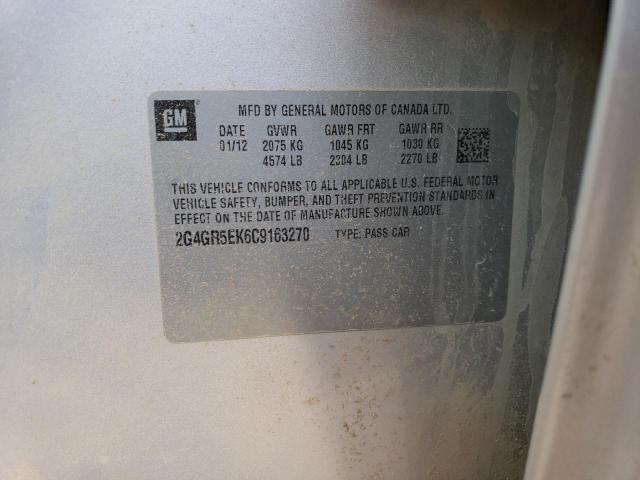 GM
MFD BY GENERAL MOTORS OF CANADA LTD.
DATE GVWR GAWR FRT GAWR RR
01/12 2075 KG 1045 KG 1030 KG
4574 LB 2304 LB 2270 LB
THIS VEHICLE CONFORMS TO ALL APPLICABLE U.S. FEDERAL MOTOR
VEHICLE SAFETY, BUMPER, AND THEFT PREVENTION STANDARDS IN
EFFECT ON THE DATE OF MANUFACTURE SHOWN ABOVE.
2G4GR5EK6C9163270 TYPE: PASS CAR